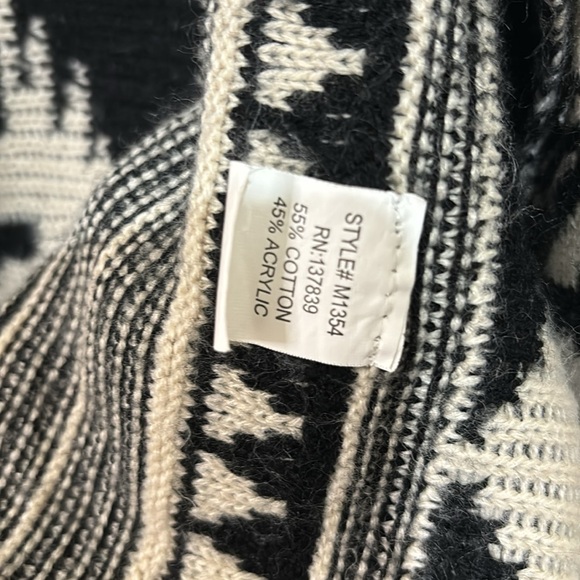 STYLE# M1354
RN:137839
55% COTTON
45% ACRYLIC